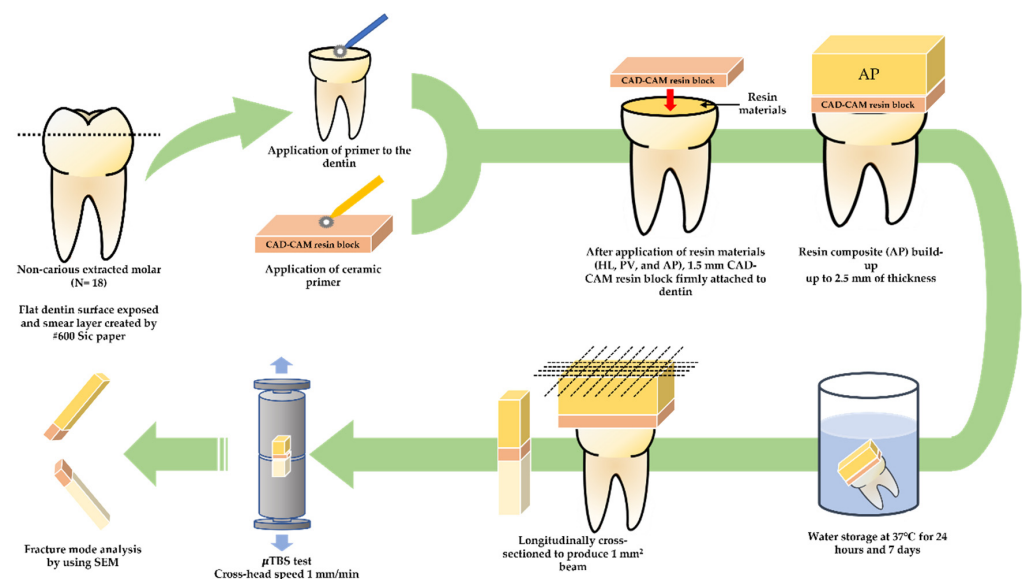 Non-carious extracted molar
(N= 18)
Flat dentin surface exposed
and smear layer created by
#600 Sic paper
Application of primer to the
dentin
CAD-CAM resin block
Application of ceramic
primer
CAD-CAM resin block
Resin
materials
After application of resin materials
(HL, PV, and AP), 1.5 mm CAD-
CAM resin block firmly attached to
dentin
AP
CAD-CAM resin block
Resin composite (AP) build-
up
up to 2.5 mm of thickness
Water storage at 37°C for 24
hours and 7 days
Longitudinally cross-
sectioned to produce 1 mm²
beam
μTBS test
Cross-head speed 1 mm/min
Fracture mode analysis
by using SEM